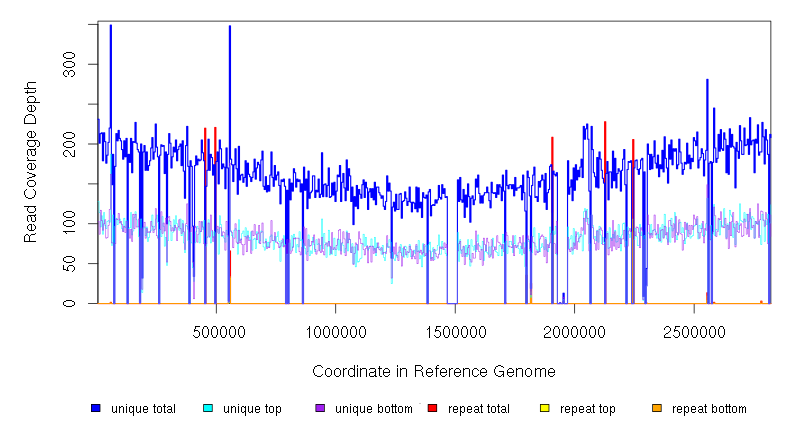 Read Coverage Depth
300
200
100
50
0
500000 1000000 1500000 2000000 2500000
Coordinate in Reference Genome
unique total unique top unique bottom repeat total repeat top repeat bottom